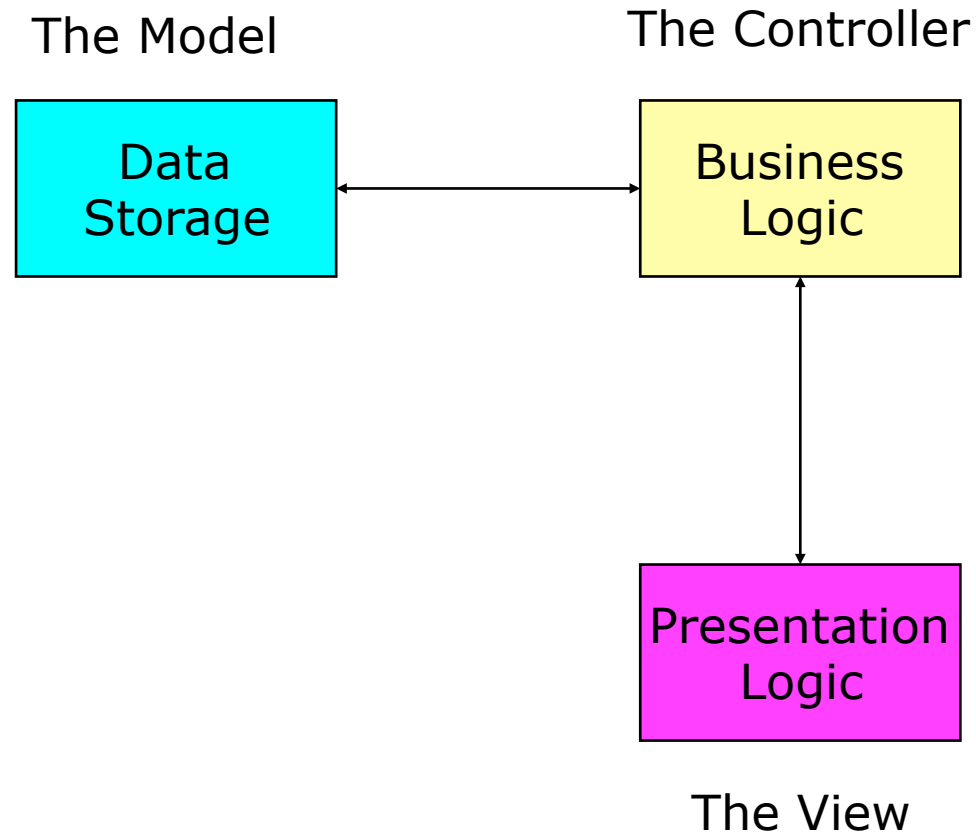 The Model
The Controller
Data
Storage
Business
Logic
Presentation
Logic
The View